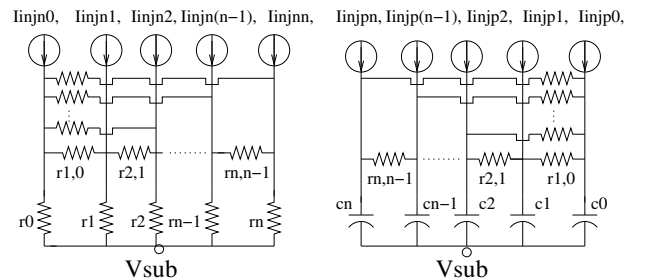 Iinjn0, Iinjn1, Iinjn2, Iinjn(n−1), Iinjnn,
Iinjpn, Iinjp(n−1), Iinjp2, Iinjp1, Iinjp0,
r1,0 r2,1 rn,n−1
rn,n−1 r2,1 r1,0
r0 r1 r2 rn−1 rn
cn cn−1 c2 c1 c0
Vsub
Vsub